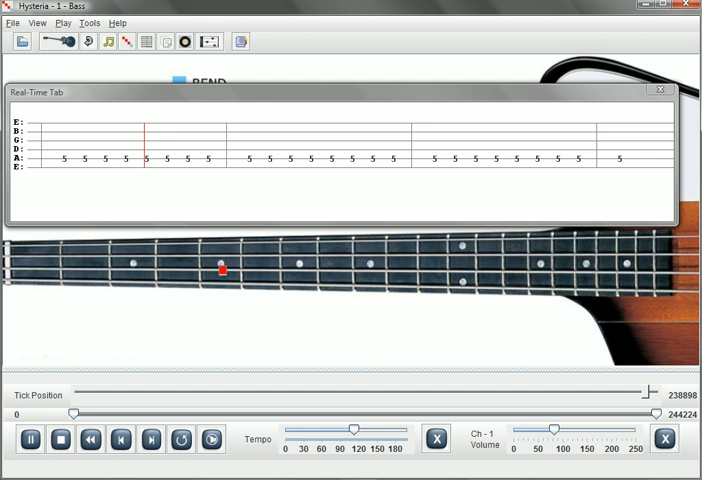 Hysteria - 1 - Bass
File View Play Tools Help
BEND
Real-Time Tab
E:
B:
G:
D:
A: 5 5 5 5 5 5 5 5 5 5 5 5 5 5 5 5 5 5 5 5 5 5 5 5 5
E:
Tick Position 238898
0 244224
Tempo
0 30 60 90 120 150 180
X
Ch - 1
Volume
0 50 100 150 200 250
X